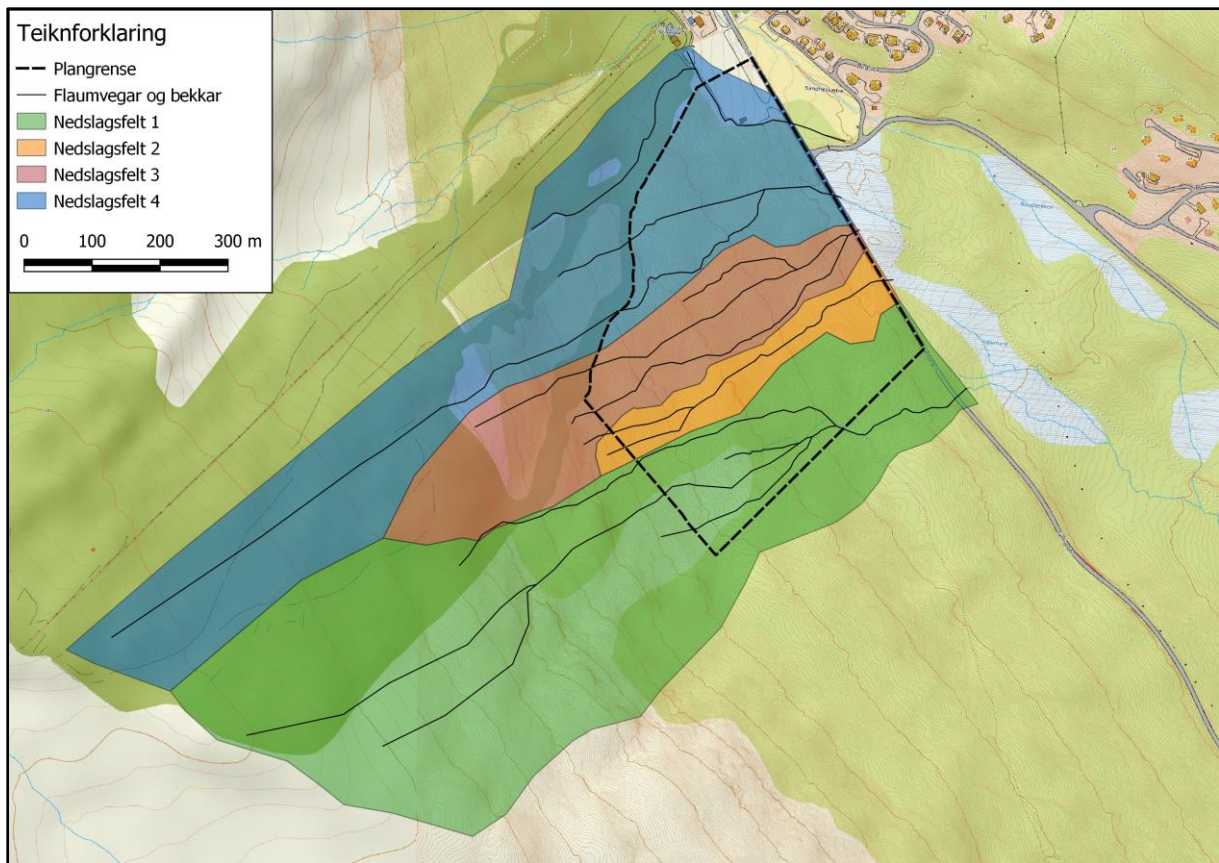 Teiknforklaring
Plangrense
Flaumvegar og bekkar
Nedslagsfelt 1
Nedslagsfelt 2
Nedslagsfelt 3
Nedslagsfelt 4
0 100 200 300 m